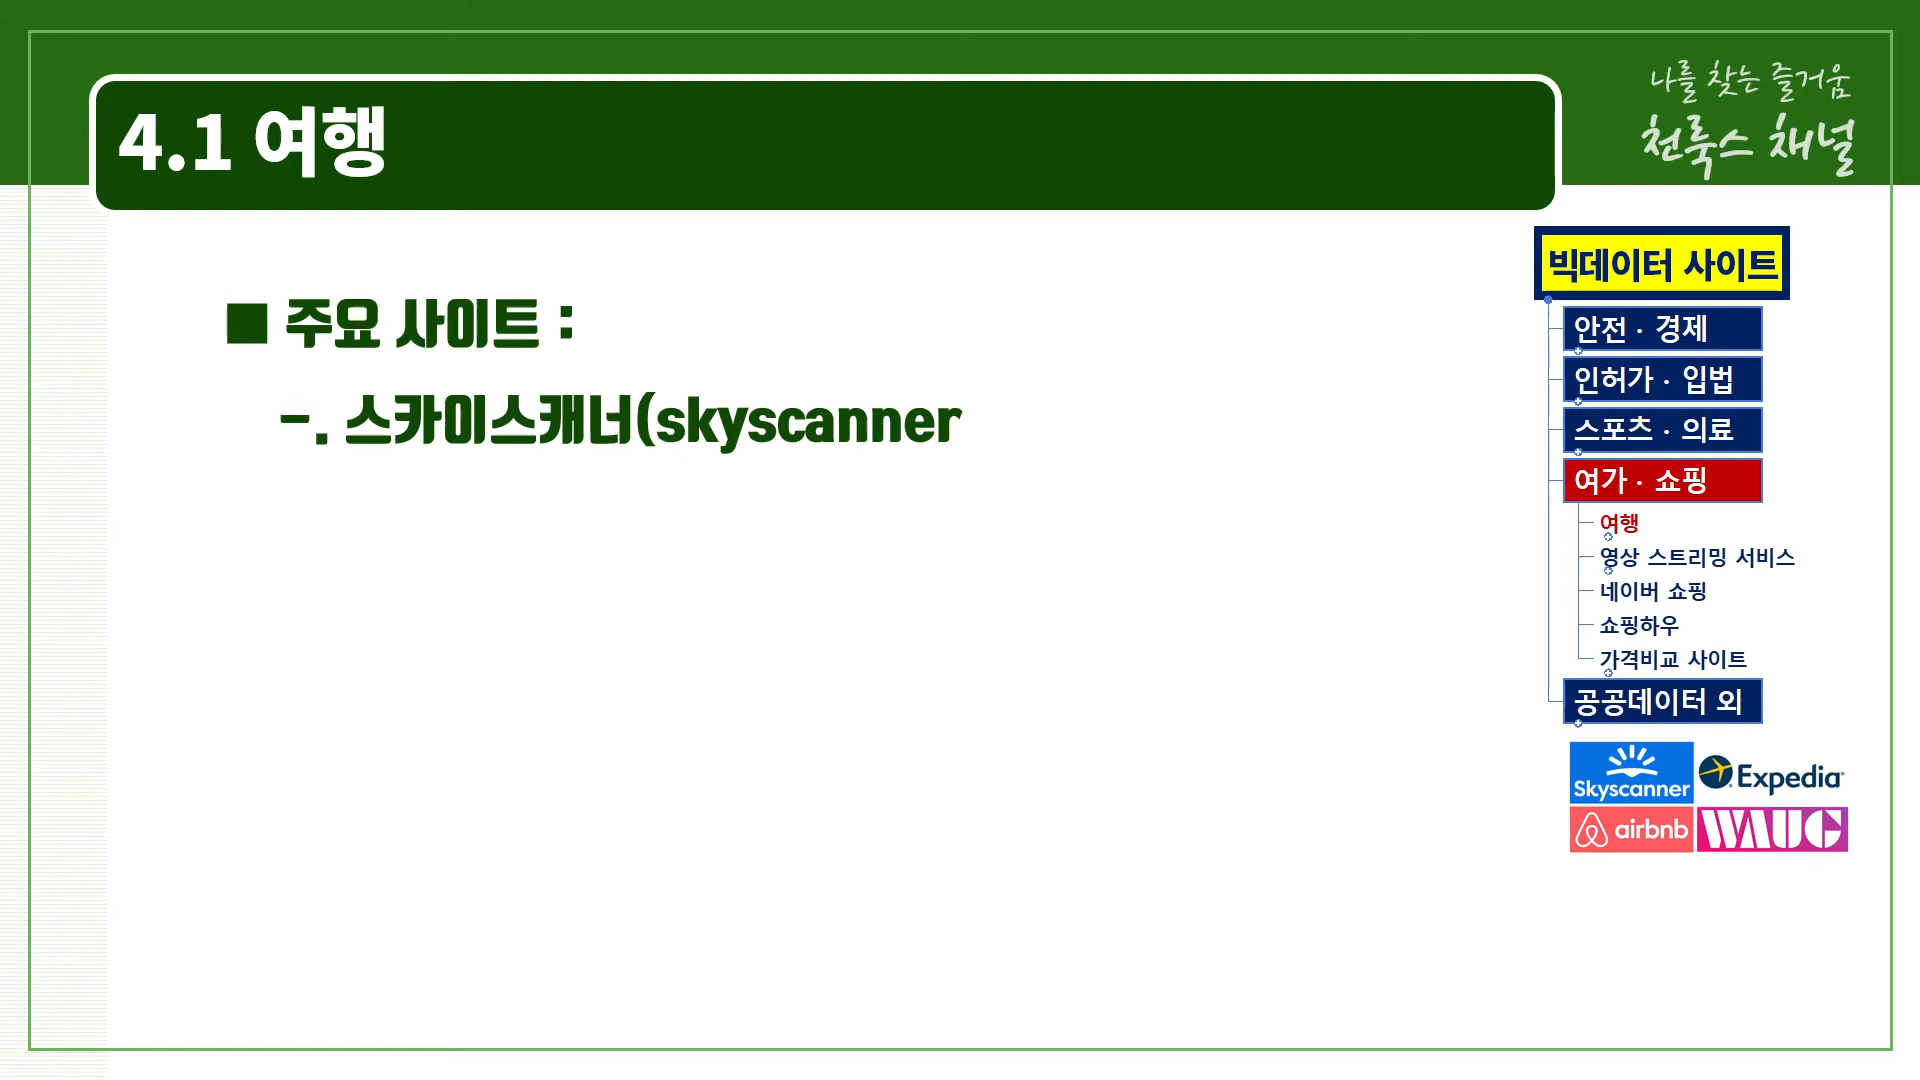 4.1 여행
나를 찾는 즐거움
천룩스 채널
■ 주요 사이트 :
-. 스카이스캐너(skyscanner
빅데이터 사이트
안전 · 경제
인허가 · 입법
스포츠 · 의료
여가 · 쇼핑
여행
영상 스트리밍 서비스
네이버 쇼핑
쇼핑하우
가격비교 사이트
공공데이터 외
Skyscanner
Expedia
airbnb
WAUG